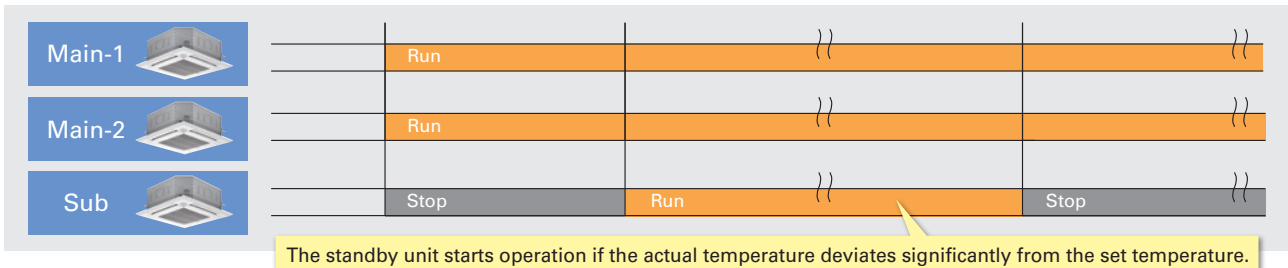 Main-1
Run
Main-2
Run
Sub
Stop
Run
Stop
The standby unit starts operation if the actual temperature deviates significantly from the set temperature.